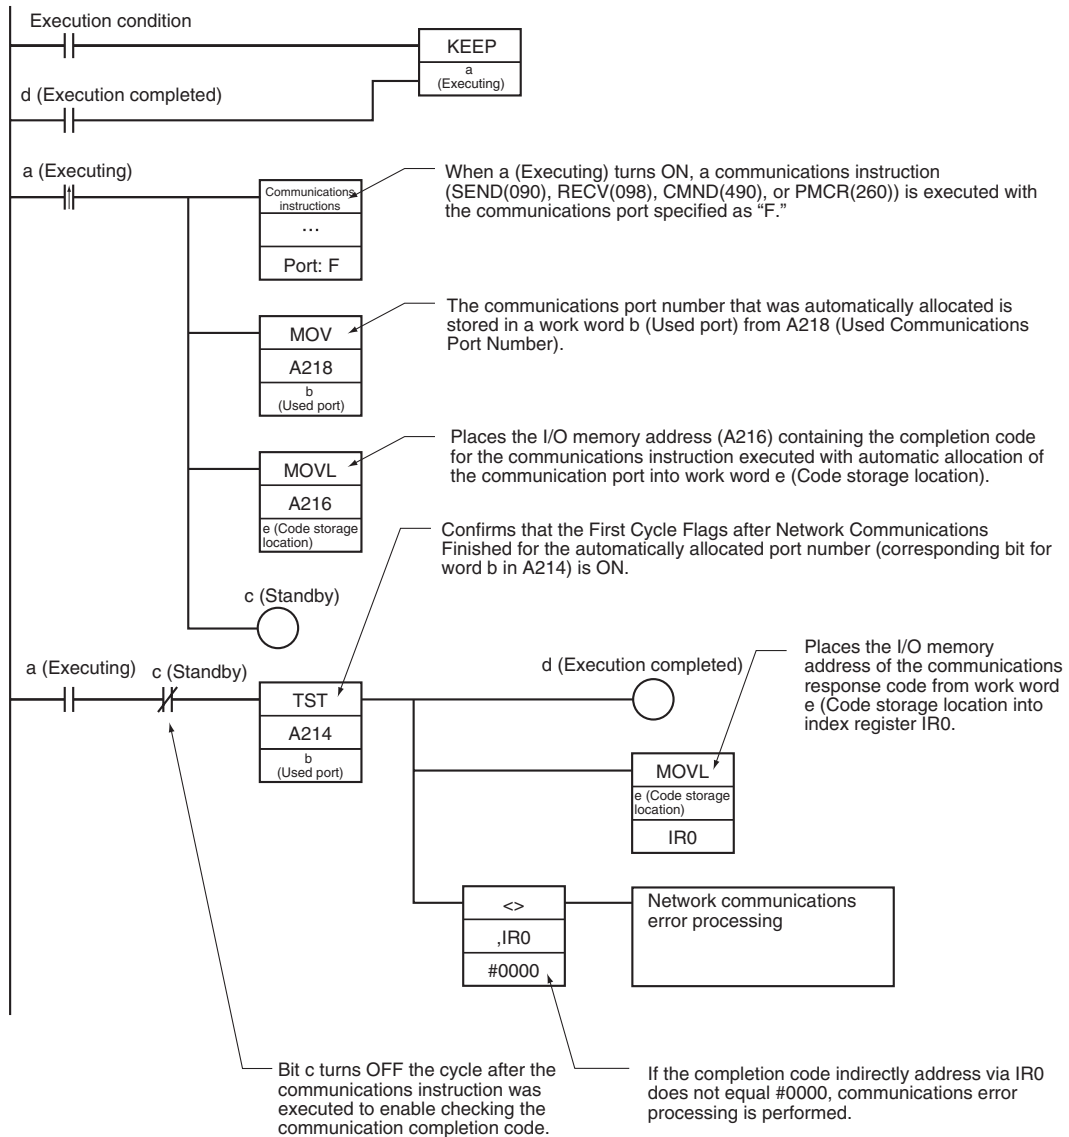 Execution condition
KEEP
a
(Executing)
d (Execution completed)
a (Executing)
Communications
instructions
...
Port: F
When a (Executing) turns ON, a communications instruction
(SEND(090), RECV(098), CMND(490), or PMCR(260)) is executed with
the communications port specified as “F.”
MOV
A218
b
(Used port)
The communications port number that was automatically allocated is
stored in a work word b (Used port) from A218 (Used Communications
Port Number).
MOVL
A216
e (Code storage
location)
Places the I/O memory address (A216) containing the completion code
for the communications instruction executed with automatic allocation of
the communication port into work word e (Code storage location).
Confirms that the First Cycle Flags after Network Communications
Finished for the automatically allocated port number (corresponding bit for
word b in A214) is ON.
c (Standby)
a (Executing)
c (Standby)
TST
A214
b
(Used port)
d (Execution completed)
Places the I/O memory
address of the communications
response code from work word
e (Code storage location into
index register IR0.
MOVL
e (Code storage
location)
IR0
<>
,IR0
#0000
Network communications
error processing
Bit c turns OFF the cycle after the
communications instruction was
executed to enable checking the
communication completion code.
If the completion code indirectly address via IR0
does not equal #0000, communications error
processing is performed.